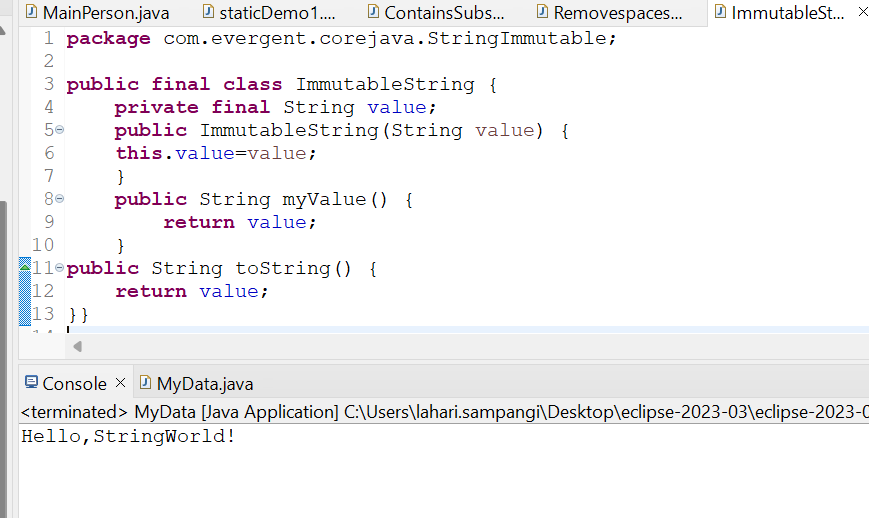 MainPerson.java staticDemo1.... ContainsSubs... Removespaces... ImmutableSt...
1 package com.evergent.corejava.StringImmutable;
2
3 public final class ImmutableString {
4     private final String value;
5     public ImmutableString(String value) {
6     this.value=value;
7     }
8     public String myValue() {
9         return value;
10     }
11 public String toString() {
12     return value;
13 }}
14
Console MyData.java
<terminated> MyData [Java Application] C:\Users\lahari.sampangi\Desktop\eclipse-2023-03\eclipse-2023-0
Hello,StringWorld!